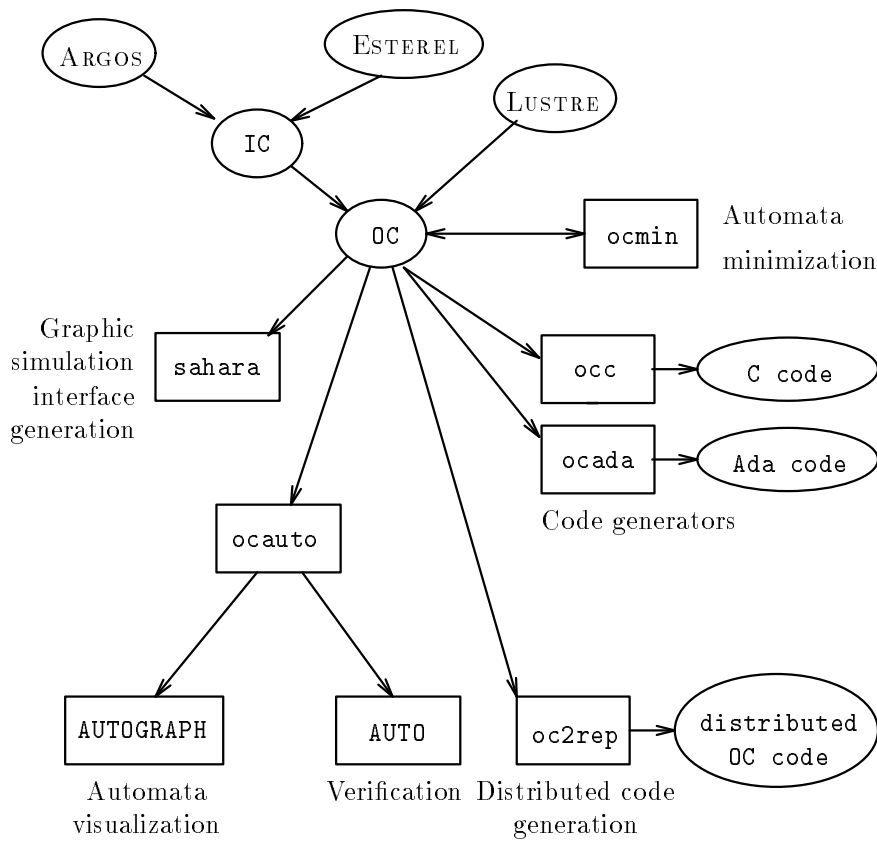 ARGOS
ESTEREL
LUSTRE
IC
OC
ocmin
Automata
minimization
Graphic
simulation
interface
generation
sahara
occ
C code
ocada
Ada code
Code generators
ocauto
AUTOGRAPH
AUTO
oc2rep
distributed
OC code
Automata
visualization
Verification
Distributed code
generation